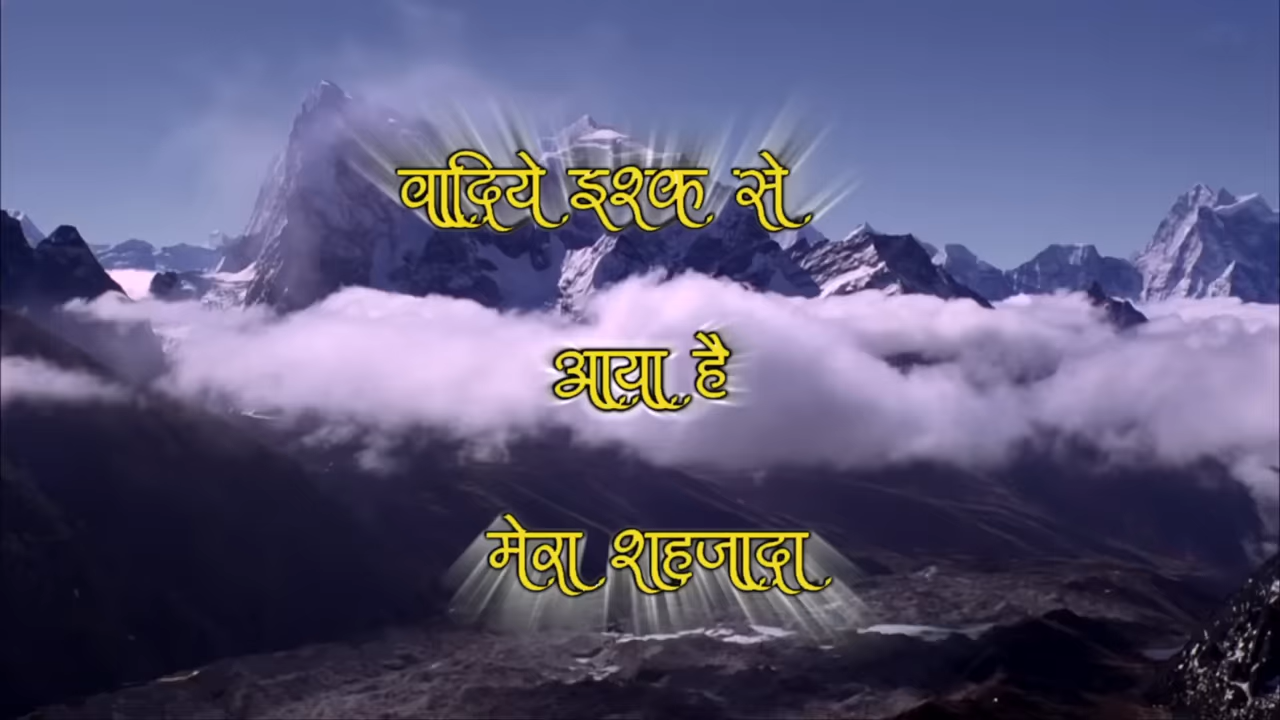 वादिये इश्क से
आया है
मेरा शहजादा